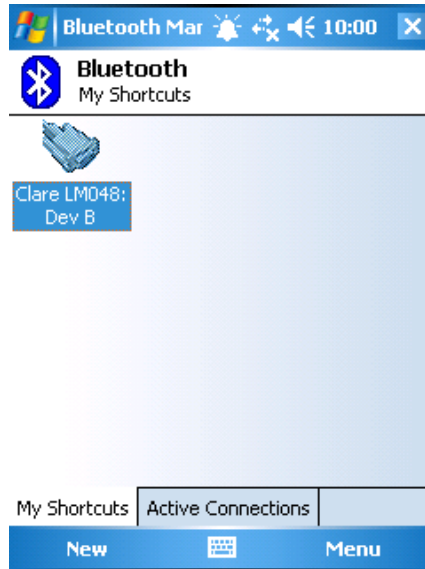 Bluetooth Mar 10:00
Bluetooth
My Shortcuts
Clare LM048:
Dev B
My Shortcuts Active Connections
New Menu